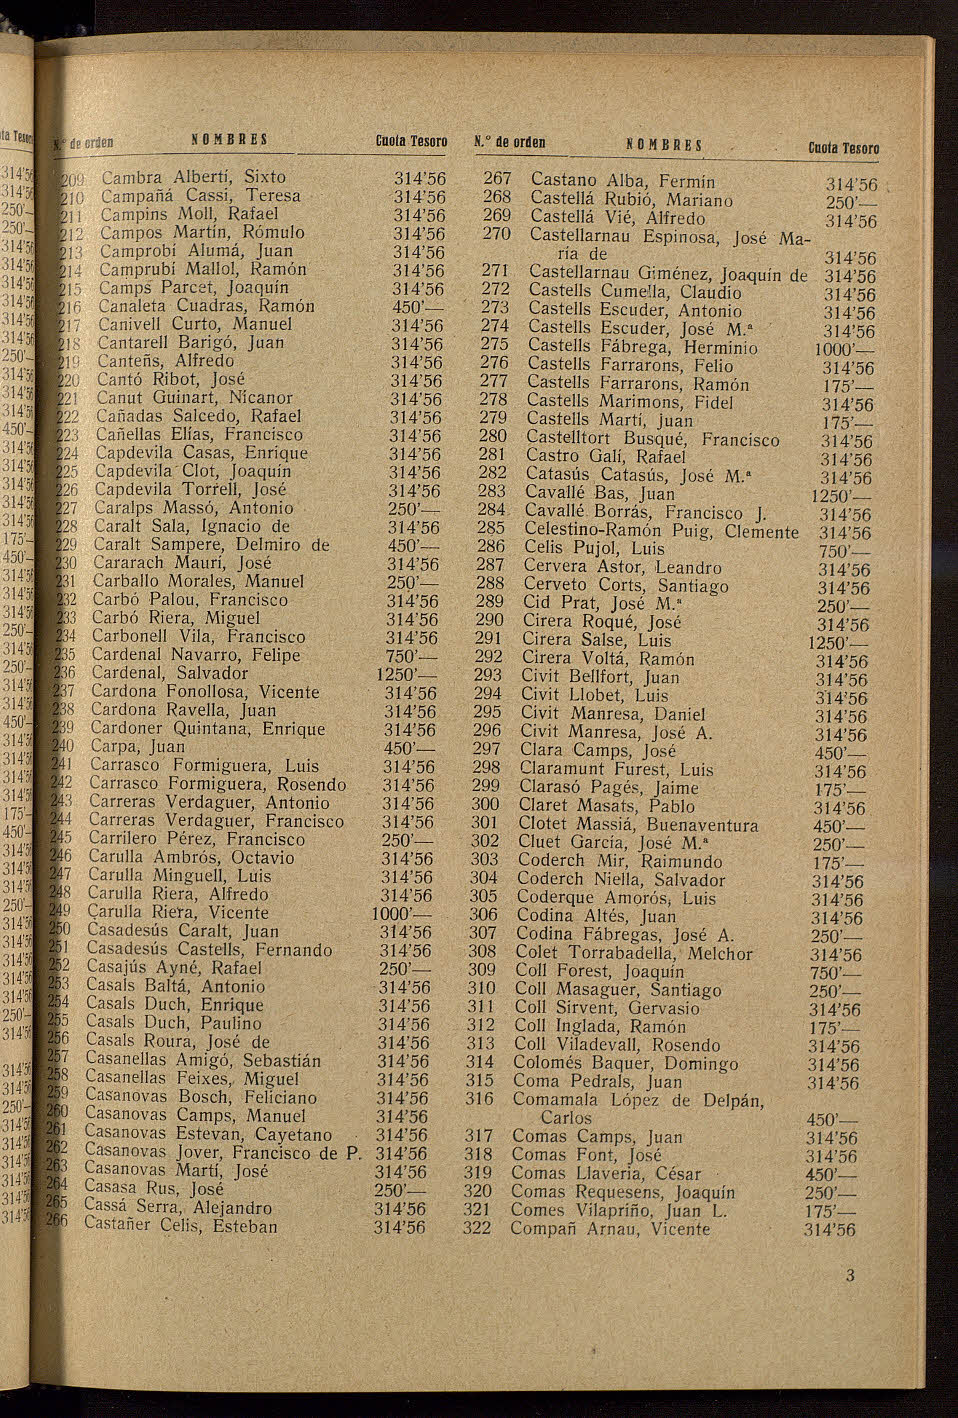 N.º de orden NOMBRES Cuota Tesoro
209 Cambra Albertí, Sixto 314'56
210 Campañá Cassi, Teresa 314'56
211 Campins Moll, Rafael 314'56
212 Campos Martín, Rómulo 314'56
213 Camprobí Alumá, Juan 314'56
214 Camprubí Mallol, Ramón 314'56
215 Camps Parcet, Joaquín 314'56
216 Canaleta Cuadras, Ramón 450'—
217 Canivell Curto, Manuel 314'56
218 Cantarell Barigó, Juan 314'56
219 Canteñs, Alfredo 314'56
220 Cantó Ribot, José 314'56
221 Canut Guinart, Nicanor 314'56
222 Cañadas Salcedo, Rafael 314'56
223 Cañellas Elías, Francisco 314'56
224 Capdevila Casas, Enrique 314'56
225 Capdevila Clot, Joaquín 314'56
226 Capdevila Torrell, José 314'56
227 Caralps Massó, Antonio 250'—
228 Caralt Sala, Ignacio de 314'56
229 Caralt Sampere, Delmiro de 450'—
230 Cararach Maurí, José 314'56
231 Carballo Morales, Manuel 250'—
232 Carbó Palou, Francisco 314'56
233 Carbó Riera, Miguel 314'56
234 Carbonell Vila, Francisco 314'56
235 Cardenal Navarro, Felipe 750'—
236 Cardenal, Salvador 1250'—
237 Cardona Fonollosa, Vicente 314'56
238 Cardona Ravella, Juan 314'56
239 Cardoner Quintana, Enrique 314'56
240 Carpa, Juan 450'—
241 Carrasco Formiguera, Luis 314'56
242 Carrasco Formiguera, Rosendo 314'56
243 Carreras Verdaguer, Antonio 314'56
244 Carreras Verdaguer, Francisco 314'56
245 Carrilero Pérez, Francisco 250'—
246 Carulla Ambrós, Octavio 314'56
247 Carulla Minguell, Luis 314'56
248 Carulla Riera, Alfredo 314'56
249 Carulla Riera, Vicente 1000'—
250 Casadesús Caralt, Juan 314'56
251 Casadesús Castells, Fernando 314'56
252 Casajús Ayné, Rafael 250'—
253 Casals Baltá, Antonio 314'56
254 Casals Duch, Enrique 314'56
255 Casals Duch, Paulino 314'56
256 Casals Roura, José de 314'56
257 Casanellas Amigó, Sebastián 314'56
258 Casanellas Feixes, Miguel 314'56
259 Casanovas Bosch, Feliciano 314'56
260 Casanovas Camps, Manuel 314'56
261 Casanovas Estevan, Cayetano 314'56
262 Casanovas Jover, Francisco de P. 314'56
263 Casanovas Martí, José 314'56
264 Casasa Rus, José 250'—
265 Cassá Serra, Alejandro 314'56
266 Castañer Celis, Esteban 314'56
N.º de orden NOMBRES Cuota Tesoro
267 Castano Alba, Fermín 314'56
268 Castellá Rubió, Mariano 250'—
269 Castellá Vié, Alfredo 314'56
270 Castellarnau Espinosa, José Ma-
ría de 314'56
271 Castellarnau Giménez, Joaquín de 314'56
272 Castells Cumella, Claudio 314'56
273 Castells Escuder, Antonio 314'56
274 Castells Escuder, José M.ª 314'56
275 Castells Fábrega, Herminio 1000'—
276 Castells Farrarons, Felio 314'56
277 Castells Farrarons, Ramón 175'—
278 Castells Marimons, Fidel 314'56
279 Castells Martí, Juan 175'—
280 Castelltort Busqué, Francisco 314'56
281 Castro Galí, Rafael 314'56
282 Catasús Catasús, José M.ª 314'56
283 Cavallé Bas, Juan 1250'—
284 Cavallé Borrás, Francisco J. 314'56
285 Celestino-Ramón Puig, Clemente 314'56
286 Celis Pujol, Luis 750'—
287 Cervera Astor, Leandro 314'56
288 Cerveto Corts, Santiago 314'56
289 Cid Prat, José M.ª 250'—
290 Cirera Roqué, José 314'56
291 Cirera Salse, Luis 1250'—
292 Cirera Voltá, Ramón 314'56
293 Civit Bellfort, Juan 314'56
294 Civit Llobet, Luis 314'56
295 Civit Manresa, Daniel 314'56
296 Civit Manresa, José A. 314'56
297 Clara Camps, José 450'—
298 Claramunt Furest, Luis 314'56
299 Clarasó Pagés, Jaime 175'—
300 Claret Masats, Pablo 314'56
301 Clotet Massiá, Buenaventura 450'—
302 Cluet García, José M.ª 250'—
303 Coderch Mir, Raimundo 175'—
304 Coderch Niella, Salvador 314'56
305 Coderque Amorós, Luis 314'56
306 Codina Altés, Juan 314'56
307 Codina Fábregas, José A. 250'—
308 Colet Torrabadella, Melchor 314'56
309 Coll Forest, Joaquín 750'—
310 Coll Masaguer, Santiago 250'—
311 Coll Sirvent, Gervasio 314'56
312 Coll Inglada, Ramón 175'—
313 Coll Viladevall, Rosendo 314'56
314 Colomés Baquer, Domingo 314'56
315 Coma Pedrals, Juan 314'56
316 Comamala López de Delpán,
Carlos 450'—
317 Comas Camps, Juan 314'56
318 Comas Font, José 314'56
319 Comas Llavería, César 450'—
320 Comas Requesens, Joaquín 250'—
321 Comes Vilapriño, Juan L. 175'—
322 Compañ Arnau, Vicente 314'56
3